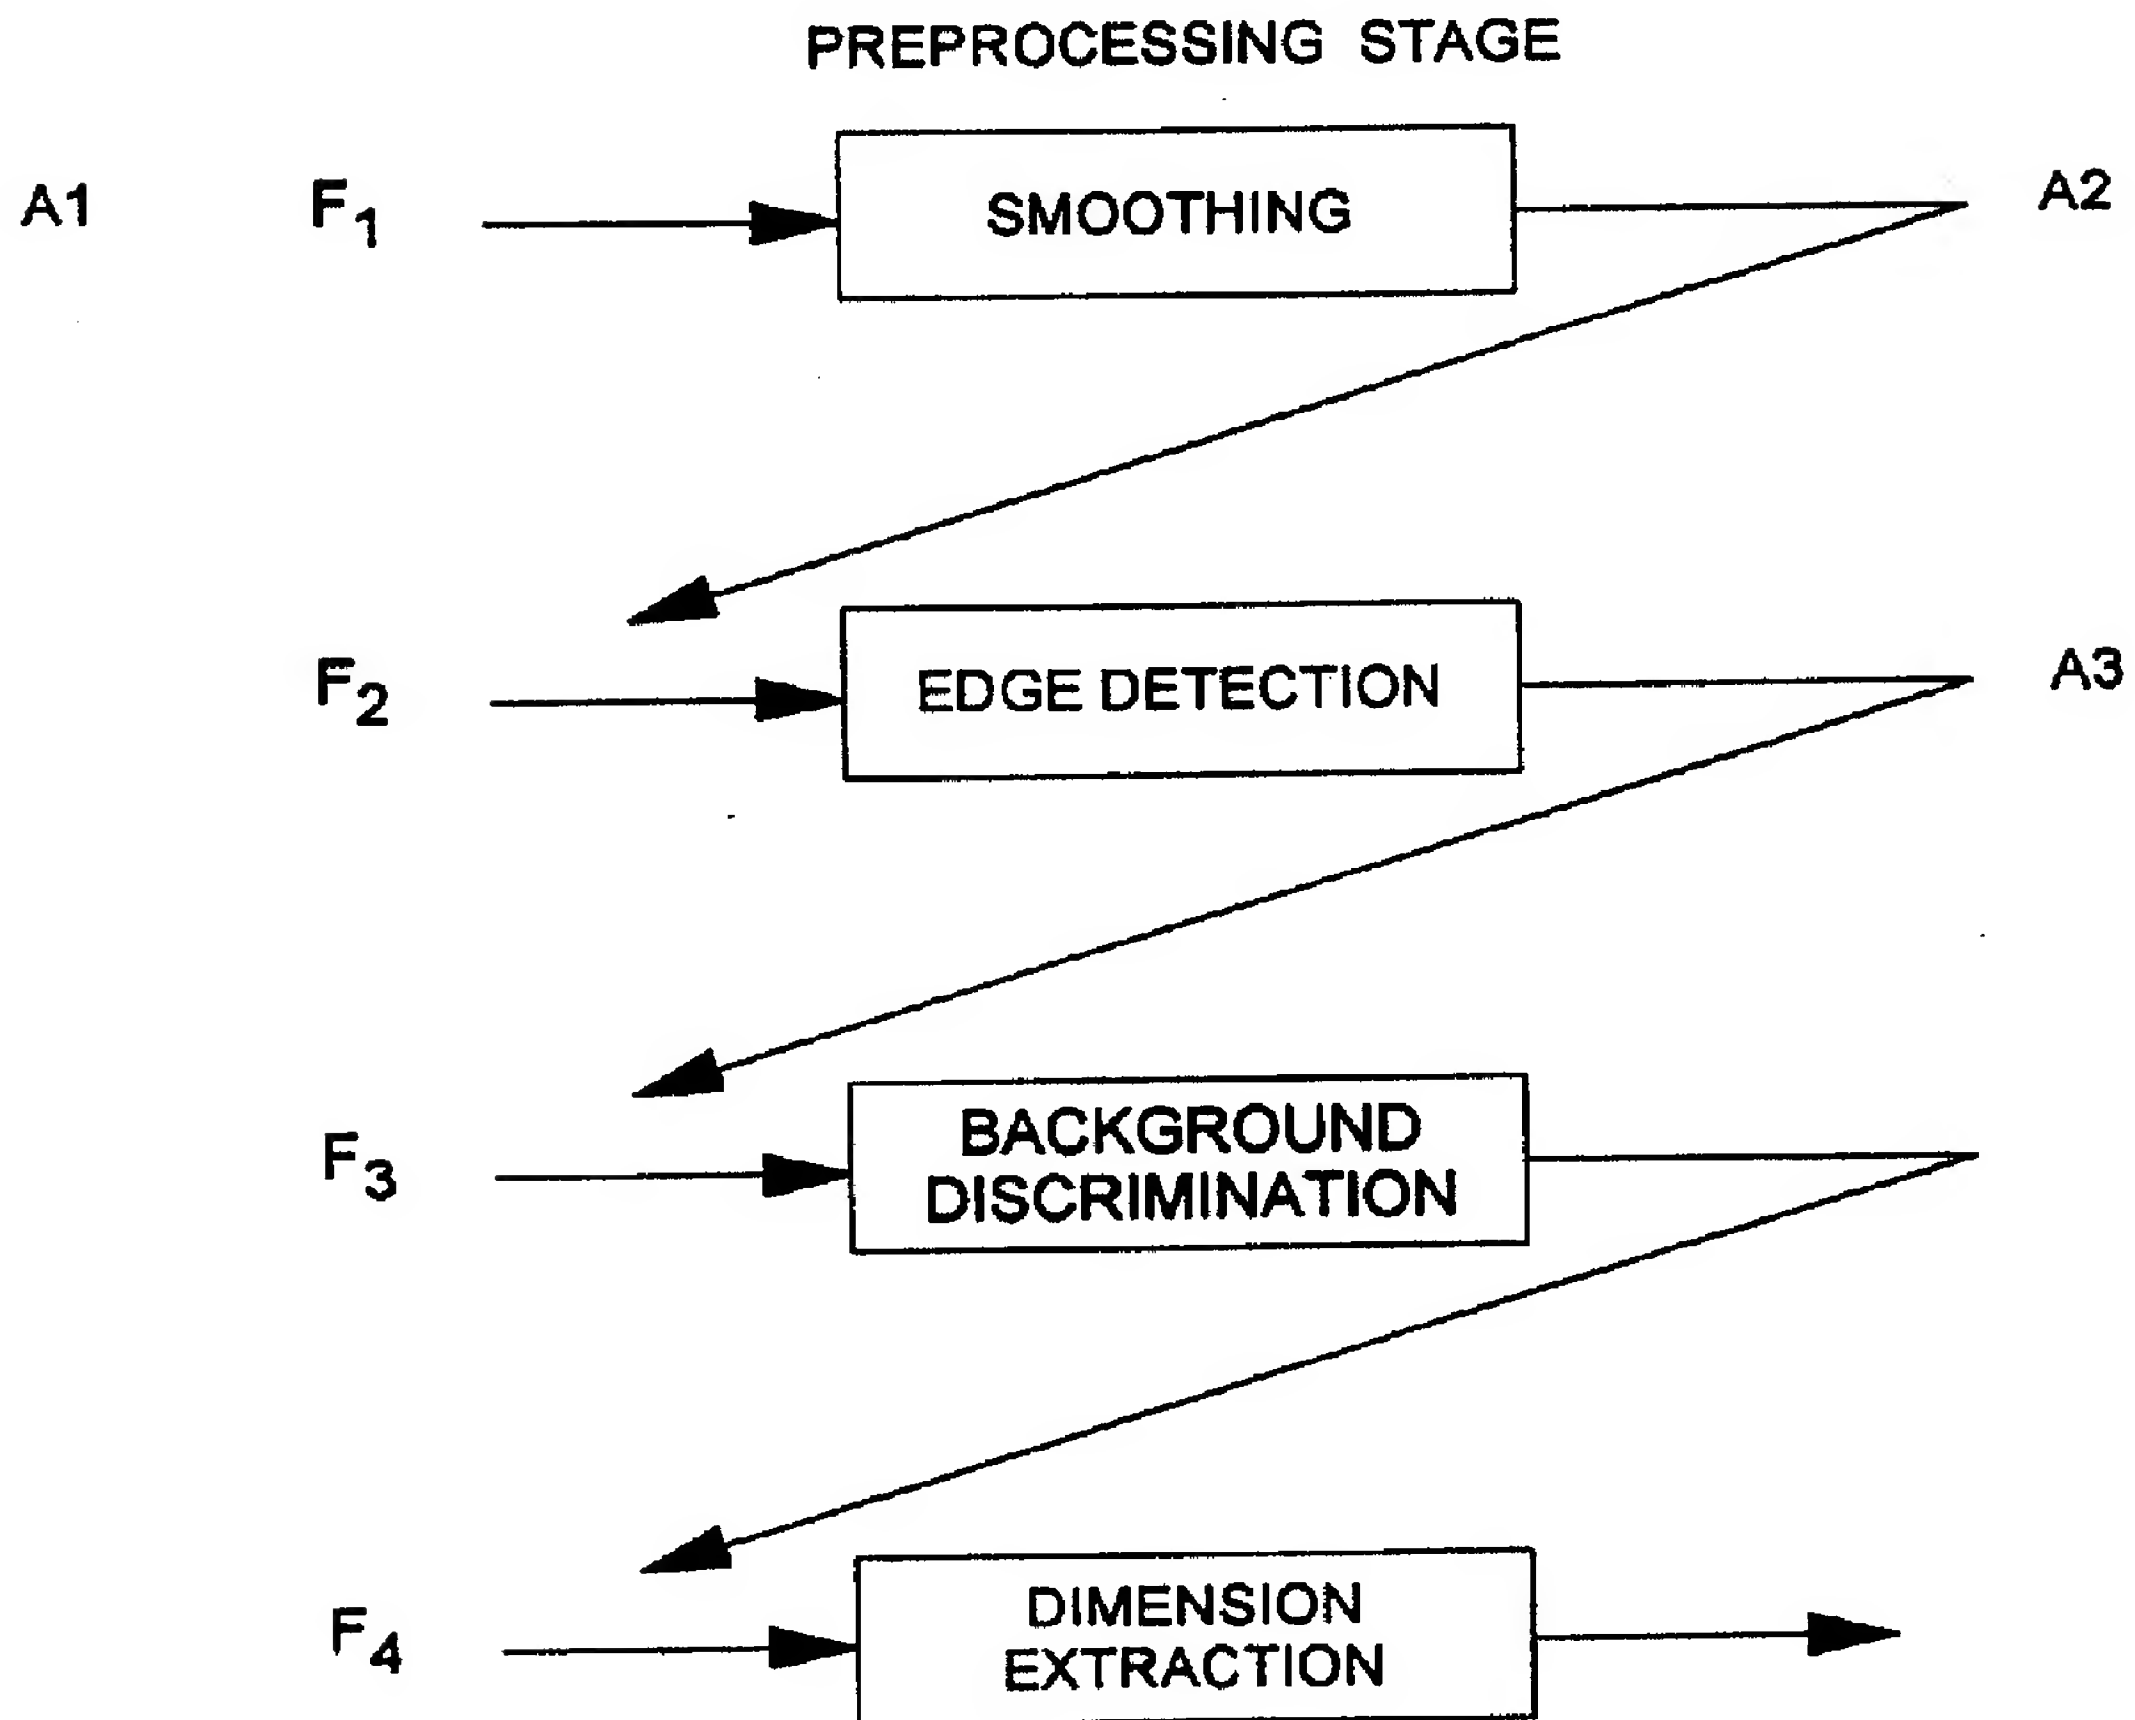 PREPROCESSING STAGE
A1 F1 SMOOTHING A2
F2 EDGE DETECTION A3
F3 BACKGROUND
DISCRIMINATION
F4 DIMENSION
EXTRACTION